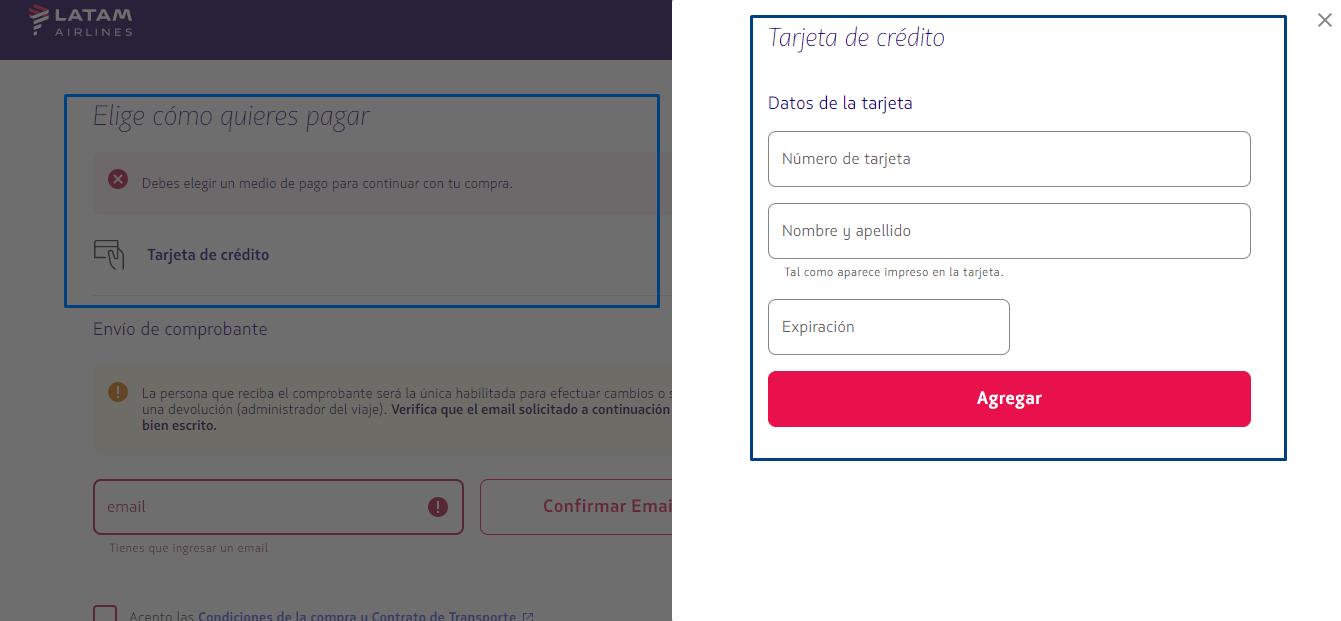 LATAM
AIRLINES
Elige cómo quieres pagar
Debes elegir un medio de pago para continuar con tu compra.
Tarjeta de crédito
Envío de comprobante
La persona que reciba el comprobante será la única habilitada para efectuar cambios o s
una devolución (administrador del viaje). Verifica que el email solicitado a continuación
bien escrito.
email
Confirmar Emai
Tienes que ingresar un email
Acepto las Condiciones de la compra y Contrato de Transporte
Tarjeta de crédito
Datos de la tarjeta
Número de tarjeta
Nombre y apellido
Tal como aparece impreso en la tarjeta.
Expiración
Agregar